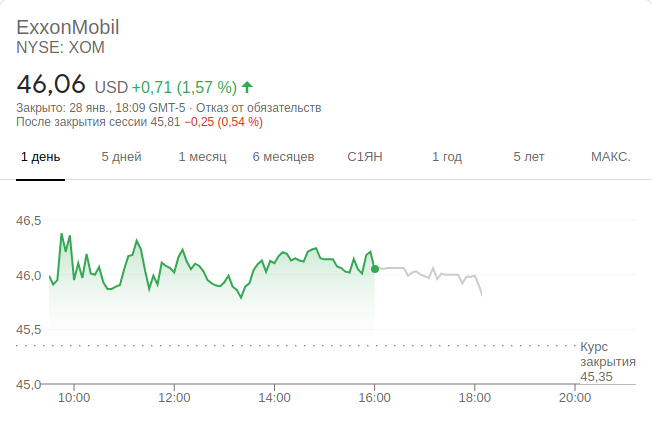 ExxonMobil
NYSE: XOM
46,06 USD +0,71 (1,57 %)
Закрыто: 28 янв., 18:09 GMT-5 · Отказ от обязательств
После закрытия сессии 45,81 −0,25 (0,54 %)
1 день 5 дней 1 месяц 6 месяцев С1ЯН 1 год 5 лет МАКС.
46,5
46,0
45,5
Курс
закрытия
45,35
45,0
10:00 12:00 14:00 16:00 18:00 20:00